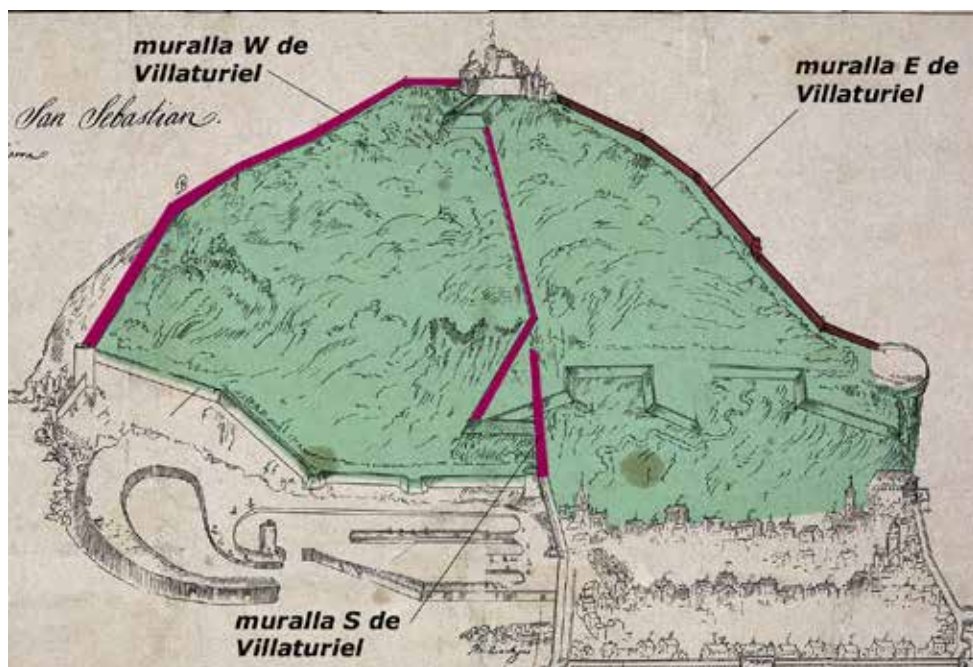 muralla W de
Villaturiel
muralla E de
Villaturiel
San Sebastian.
B
muralla S de
Villaturiel